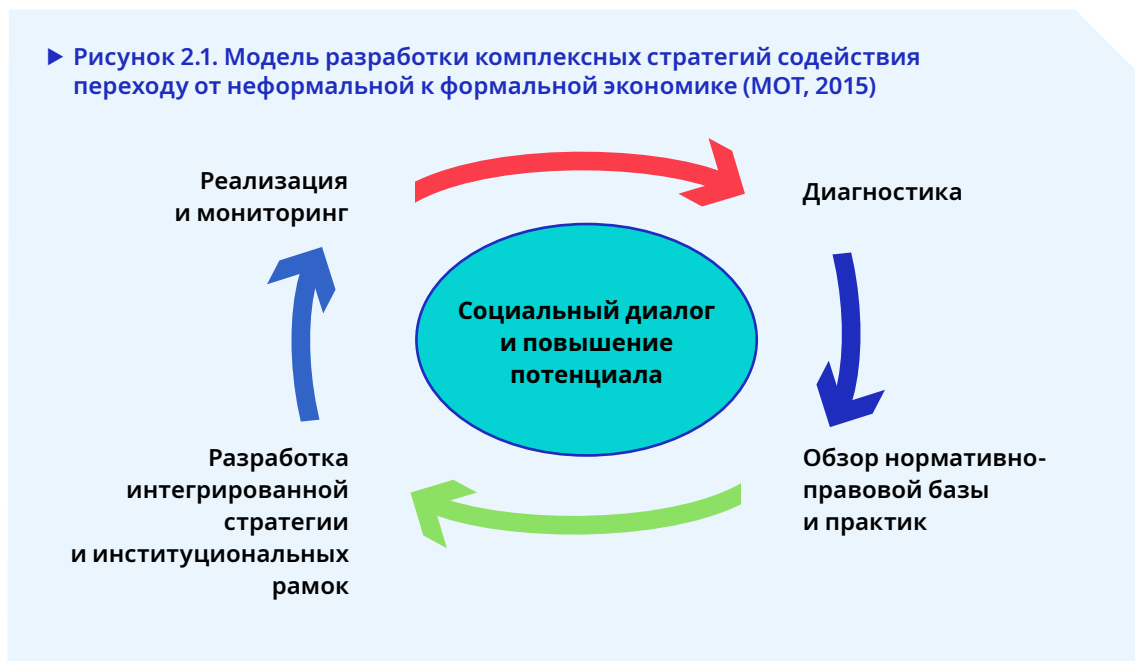 Рисунок 2.1. Модель разработки комплексных стратегий содействия
переходу от неформальной к формальной экономике (МОТ, 2015)
Реализация
и мониторинг
Диагностика
Социальный диалог
и повышение
потенциала
Разработка
интегрированной
стратегии
и институциональных
рамок
Обзор нормативно-
правовой базы
и практик